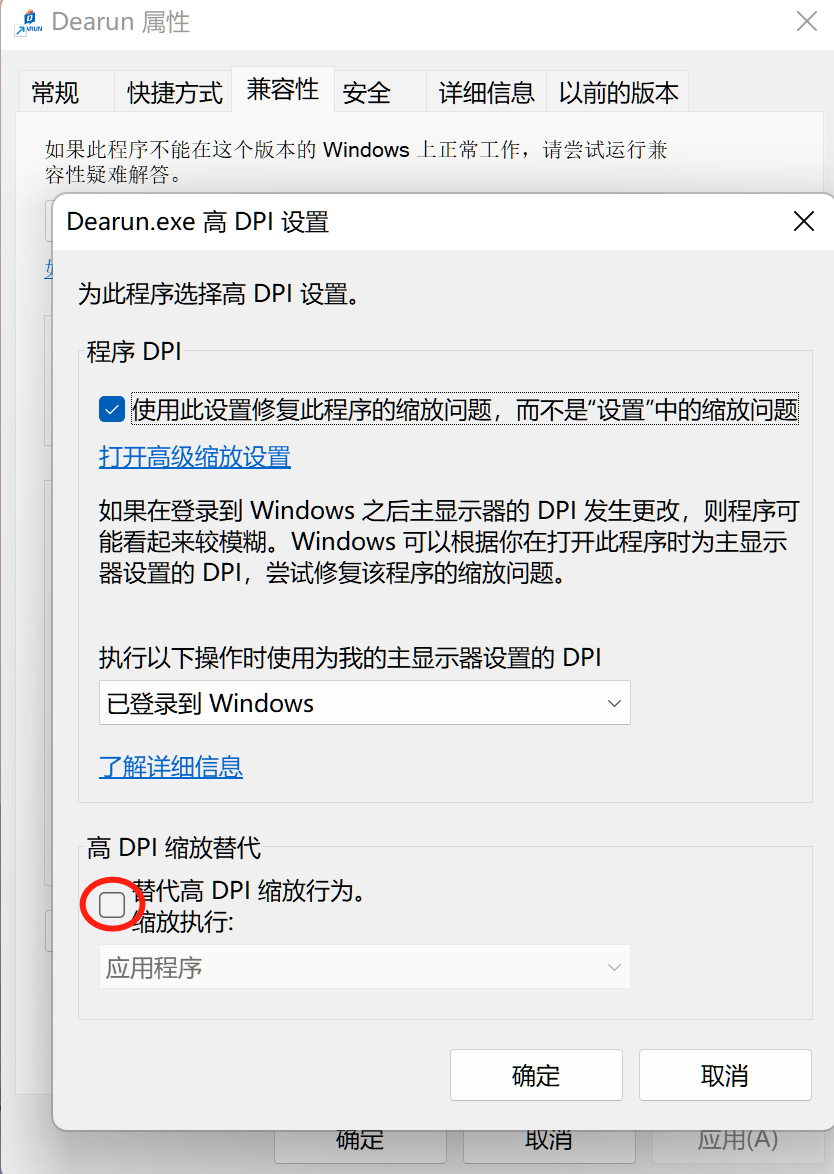 Dearun 属性
常规 快捷方式 兼容性 安全 详细信息 以前的版本
如果此程序不能在这个版本的 Windows 上正常工作，请尝试运行兼
容性疑难解答。
Dearun.exe 高 DPI 设置
为此程序选择高 DPI 设置。
程序 DPI
使用此设置修复此程序的缩放问题，而不是“设置”中的缩放问题
打开高级缩放设置
如果在登录到 Windows 之后主显示器的 DPI 发生更改，则程序可
能看起来较模糊。Windows 可以根据你在打开此程序时为主显示
器设置的 DPI，尝试修复该程序的缩放问题。
执行以下操作时使用为我的主显示器设置的 DPI
已登录到 Windows
了解详细信息
高 DPI 缩放替代
替代高 DPI 缩放行为。
缩放执行:
应用程序
确定 取消
确定 取消 应用(A)